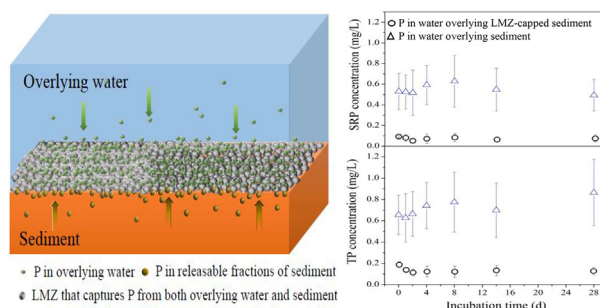 Overlying water
Sediment
P in overlying water
P in releasable fractions of sediment
LMZ that captures P from both overlying water and sediment
P in water overlying LMZ-capped sediment
P in water overlying sediment
SRP concentration (mg/L)
1.2
1.0
0.8
0.6
0.4
0.2
0.0
TP concentration (mg/L)
1.2
1.0
0.8
0.6
0.4
0.2
0.0
0 4 8 12 16 20 24 28
Incubation time (d)